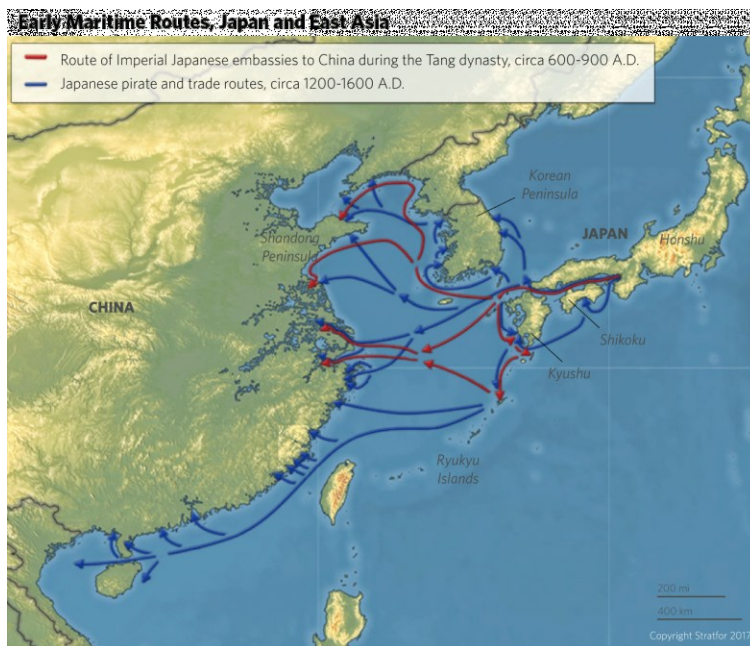 Early Maritime Routes, Japan and East Asia
Route of Imperial Japanese embassies to China during the Tang dynasty, circa 600-900 A.D.
Japanese pirate and trade routes, circa 1200-1600 A.D.
Korean
Peninsula
JAPAN
Honshu
Shandong
Peninsula
CHINA
Shikoku
Kyushu
Ryukyu
Islands
200 mi
400 km
Copyright Stratfor 2017